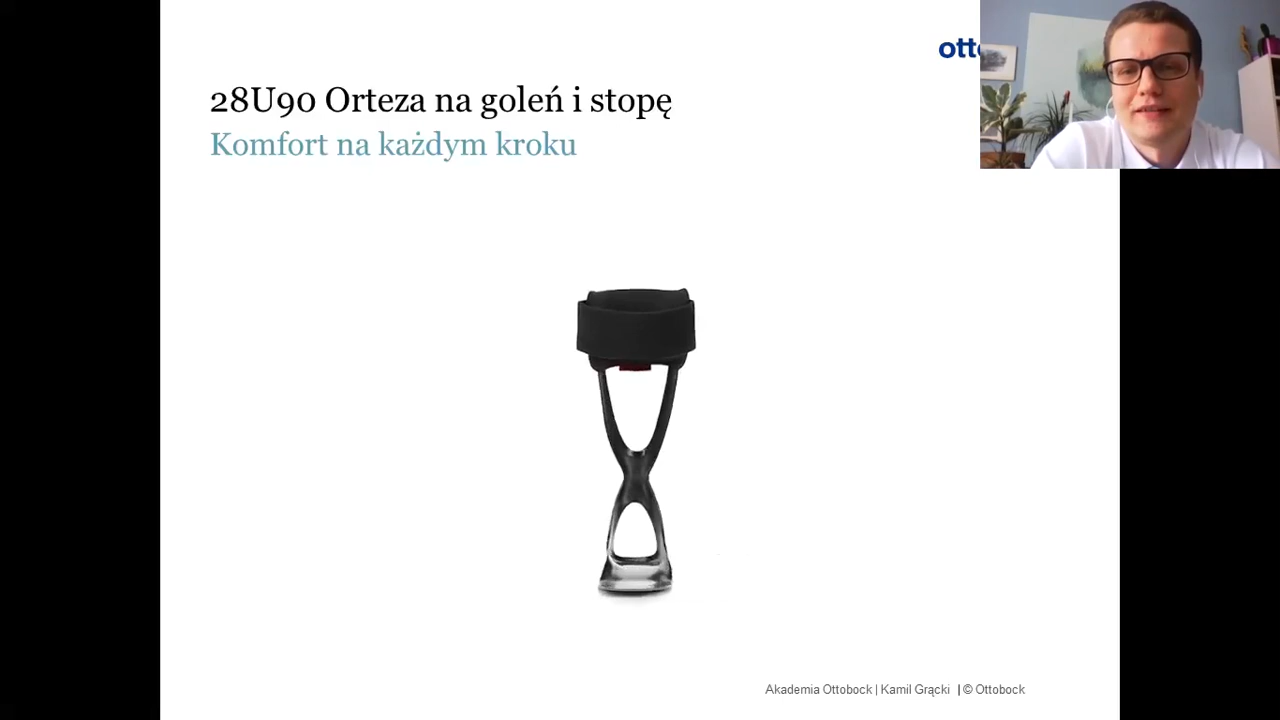 28U90 Orteza na goleń i stopę
Komfort na każdym kroku
Akademia Ottobock | Kamil Grącki | © Ottobock